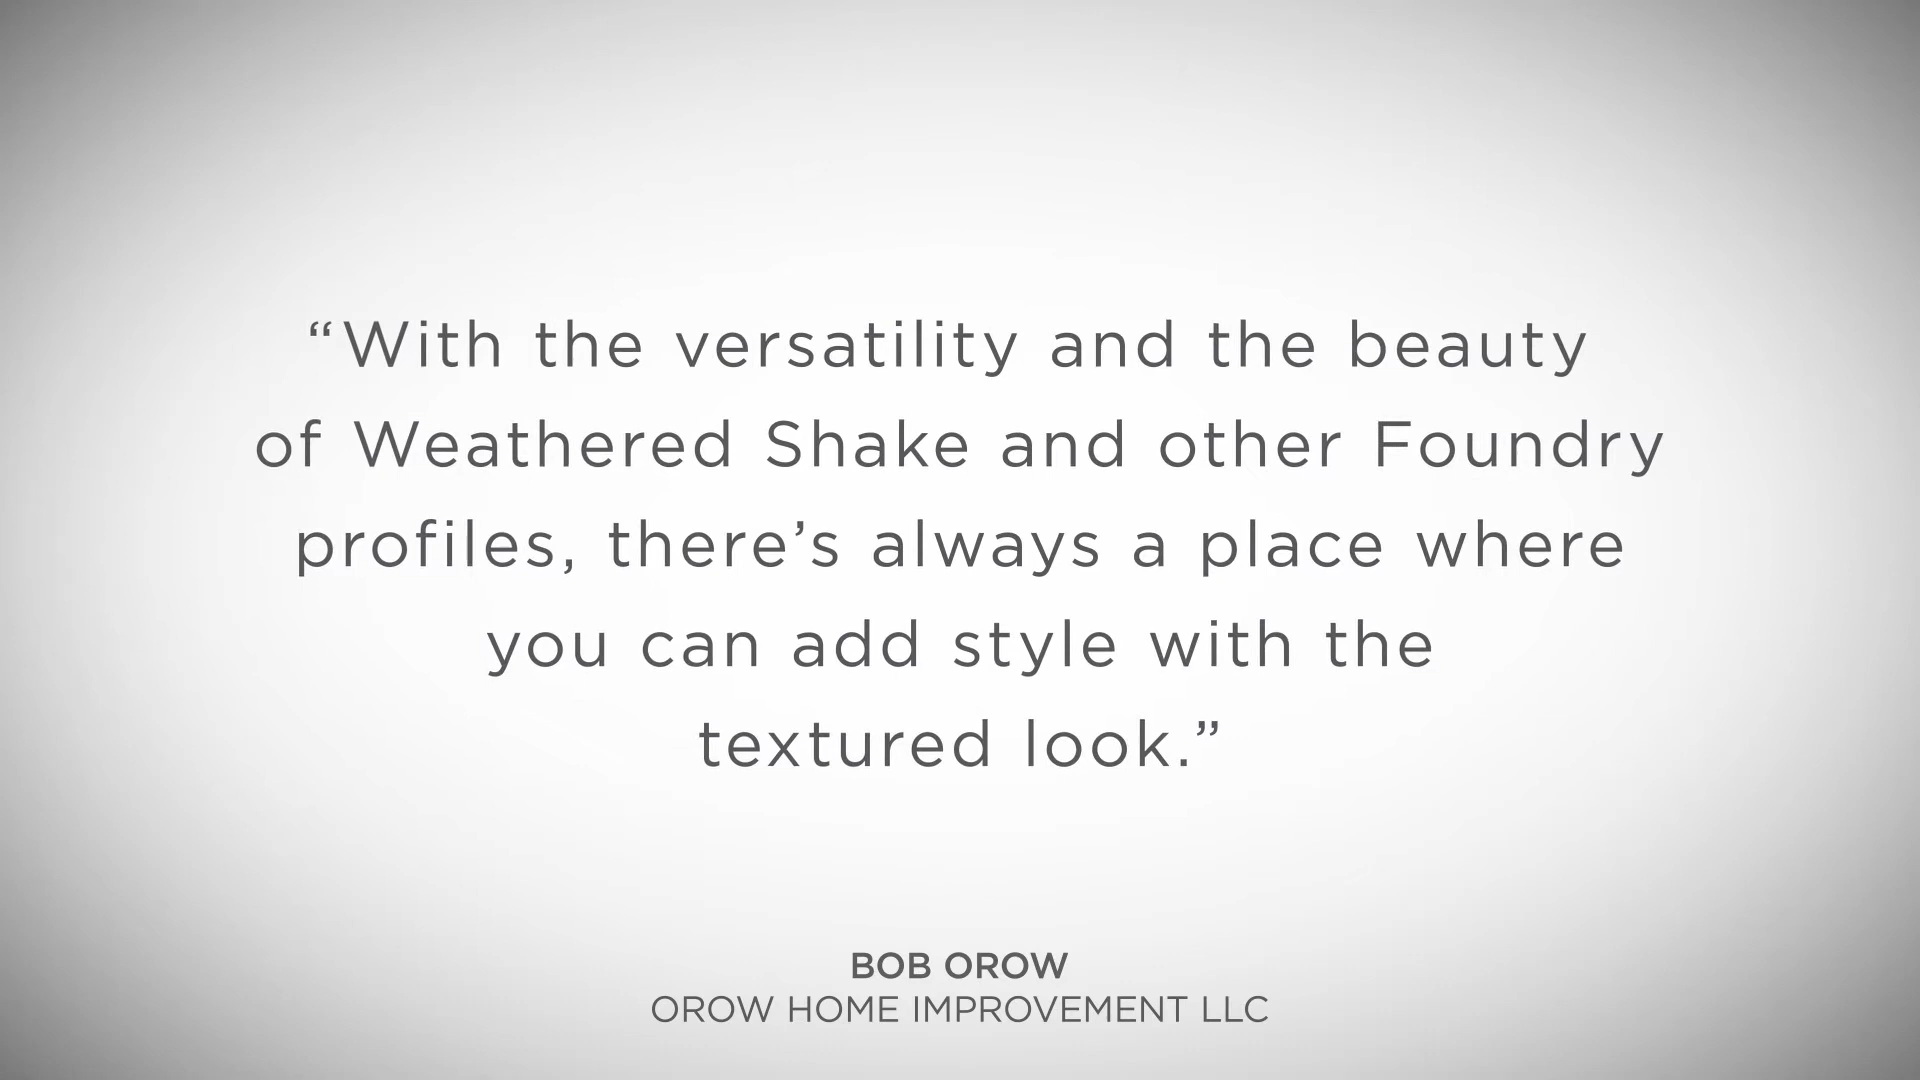 “With the versatility and the beauty
of Weathered Shake and other Foundry
profiles, there’s always a place where
you can add style with the
textured look.”
BOB OROW
OROW HOME IMPROVEMENT LLC